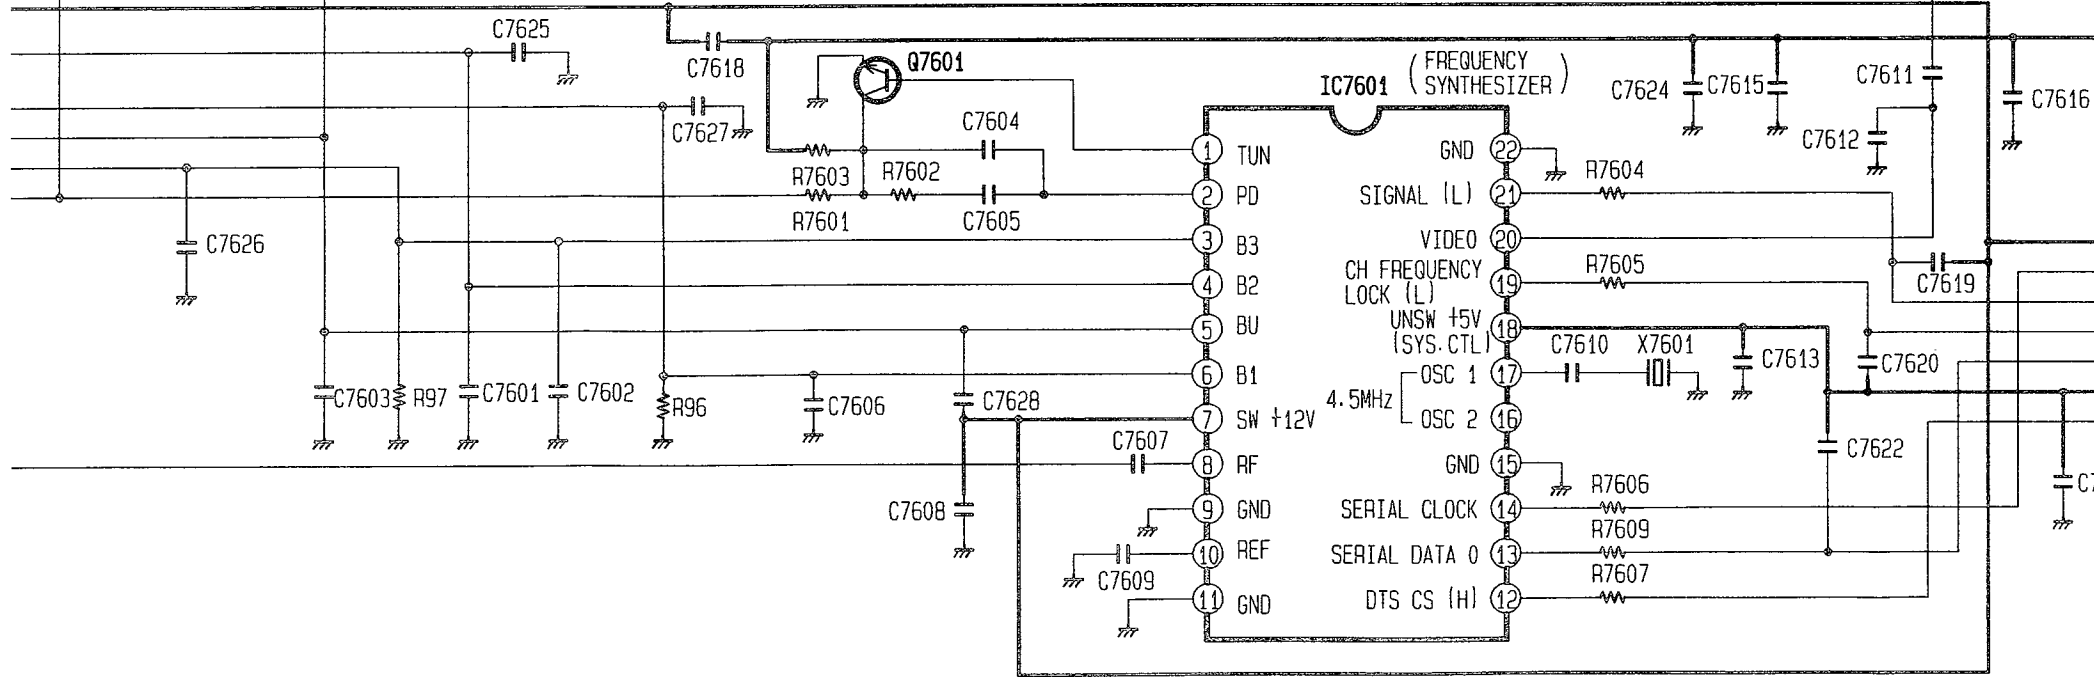 C7625
C7618
Q7601
IC7601
(FREQUENCY
SYNTHESIZER)
C7624
C7615
C7611
C7616
C7627
C7604
C7612
1
TUN
GND
22
R7603
R7602
R7604
2
PD
SIGNAL (L)
21
R7601
C7605
C7626
3
B3
VIDEO
20
CH FREQUENCY
LOCK (L)
19
R7605
C7619
4
B2
5
BU
UNSW +5V
(SYS.CTL)
18
C7610
X7601
C7613
C7620
6
B1
OSC 1
17
C7603
R97
C7601
C7602
R96
C7606
C7628
4.5MHz
7
SW +12V
OSC 2
16
C7607
C7622
8
RF
GND
15
C7608
9
GND
SERIAL CLOCK
14
R7606
R7609
10
REF
SERIAL DATA O
13
C7609
R7607
11
GND
DTS CS (H)
12